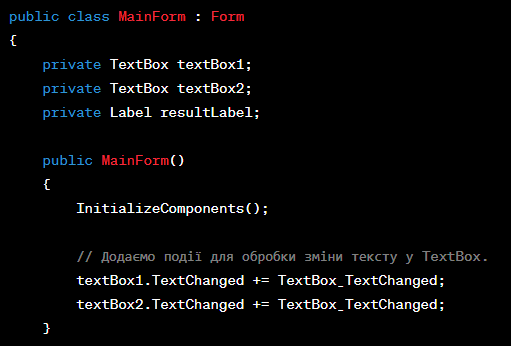 public class MainForm : Form
{
    private TextBox textBox1;
    private TextBox textBox2;
    private Label resultLabel;

    public MainForm()
    {
        InitializeComponents();

        // Додаємо події для обробки зміни тексту у TextBox.
        textBox1.TextChanged += TextBox_TextChanged;
        textBox2.TextChanged += TextBox_TextChanged;
    }